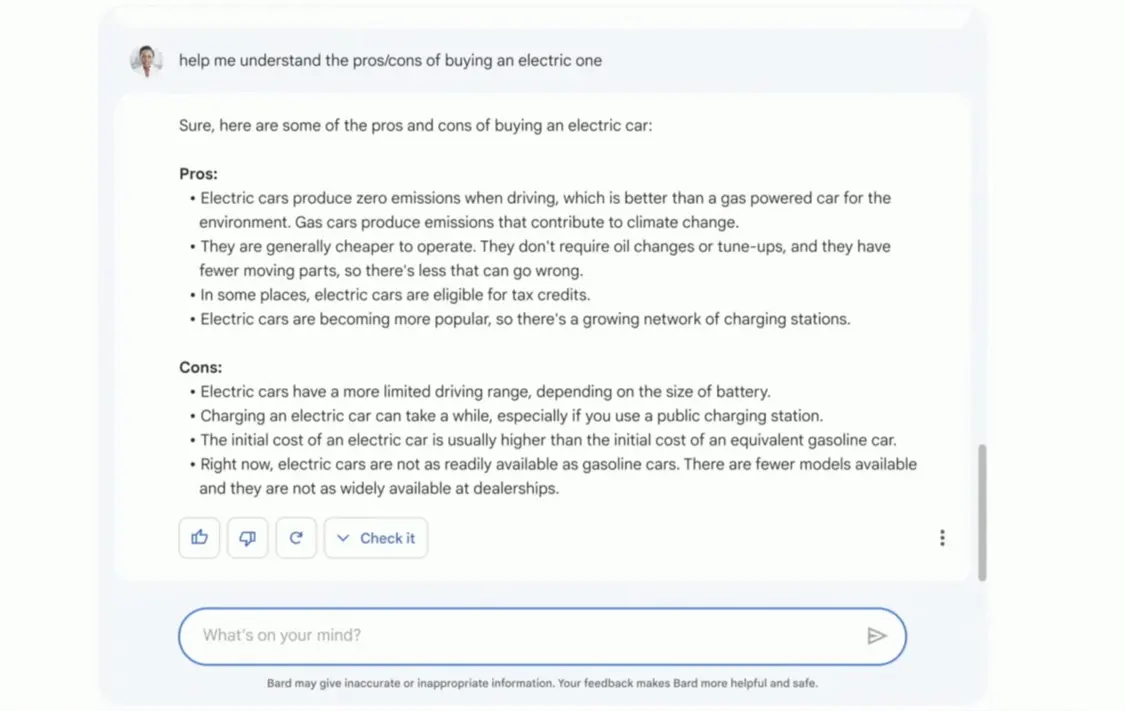 help me understand the pros/cons of buying an electric one
Sure, here are some of the pros and cons of buying an electric car:
Pros:
• Electric cars produce zero emissions when driving, which is better than a gas powered car for the
environment. Gas cars produce emissions that contribute to climate change.
• They are generally cheaper to operate. They don't require oil changes or tune-ups, and they have
fewer moving parts, so there's less that can go wrong.
• In some places, electric cars are eligible for tax credits.
• Electric cars are becoming more popular, so there's a growing network of charging stations.
Cons:
• Electric cars have a more limited driving range, depending on the size of battery.
• Charging an electric car can take a while, especially if you use a public charging station.
• The initial cost of an electric car is usually higher than the initial cost of an equivalent gasoline car.
• Right now, electric cars are not as readily available as gasoline cars. There are fewer models available
and they are not as widely available at dealerships.
Check it
What's on your mind?
Bard may give inaccurate or inappropriate information. Your feedback makes Bard more helpful and safe.